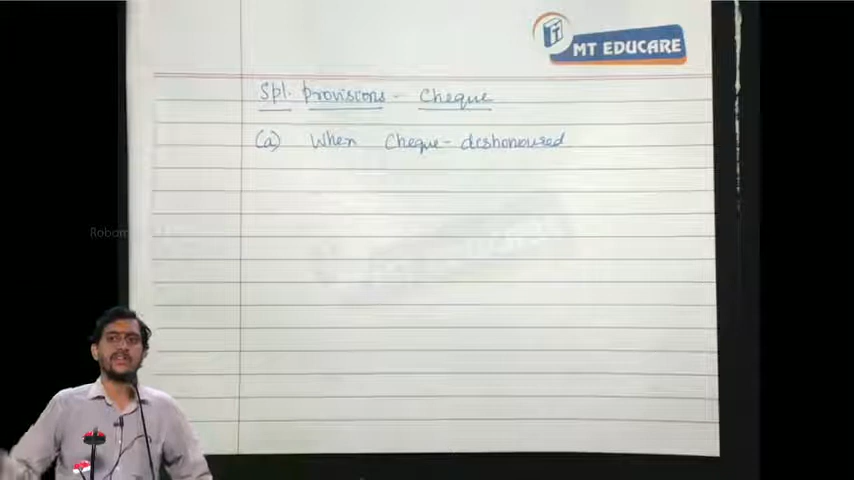 MT EDUCARE
Spl. provisions - Cheque
(a) When Cheque - dishonoured